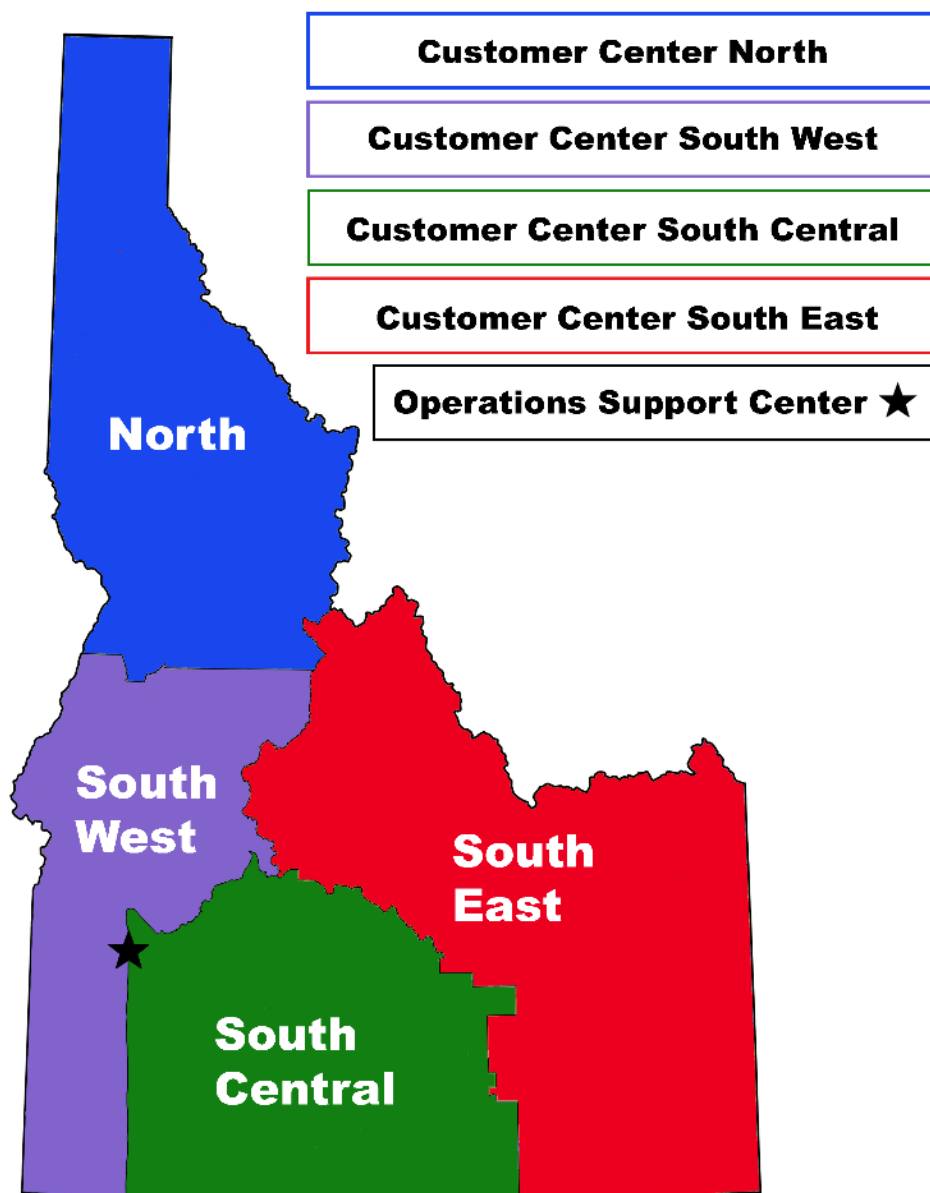 Customer Center North
Customer Center South West
Customer Center South Central
Customer Center South East
Operations Support Center ★
North
South
West
South
East
South
Central